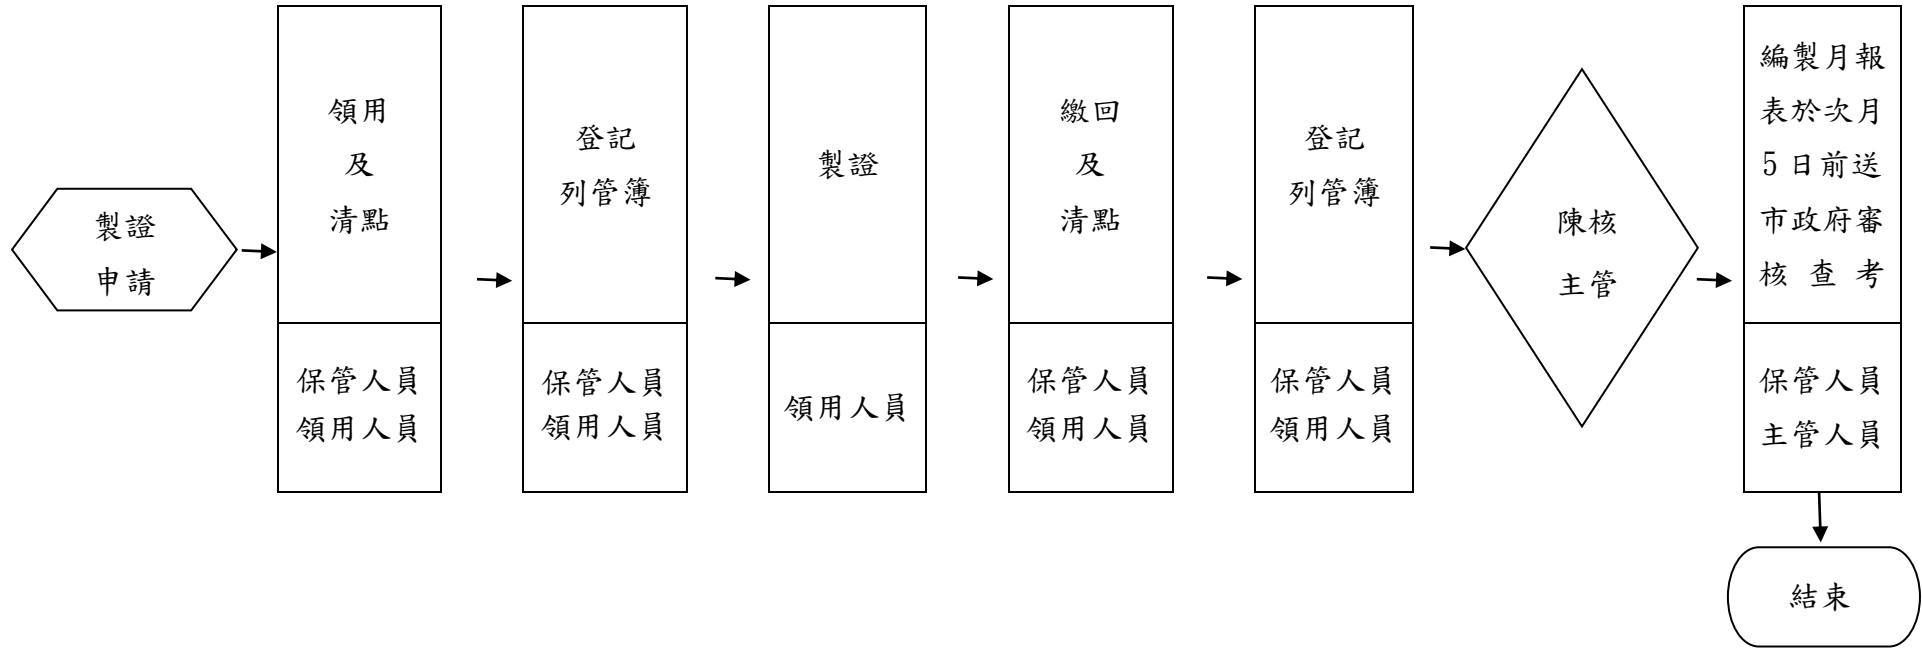 製證
申請
領用
及
清點
保管人員
領用人員
登記
列管簿
保管人員
領用人員
製證
領用人員
繳回
及
清點
保管人員
領用人員
登記
列管簿
保管人員
領用人員
陳核
主管
編製月報
表於次月
5日前送
市政府審
核查考
保管人員
主管人員
結束